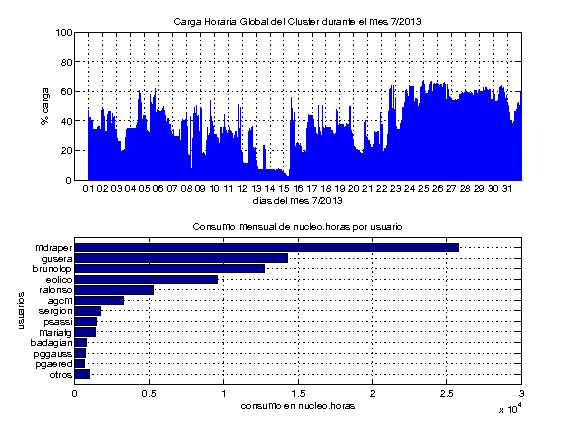 Carga Horaria Global del Cluster durante el mes 7/2013
100
80
60
40
20
0
% carga
01 02 03 04 05 06 07 08 09 10 11 12 13 14 15 16 17 18 19 20 21 22 23 24 25 26 27 28 29 30 31
dias del mes 7/2013
Consumo mensual de nucleo.horas por usuario
usuarios
mdraper
gusera
brunolop
eolico
ralonso
agcm
sergion
psassi
mariatg
badagian
pggauss
pgaered
otros
0 0.5 1 1.5 2 2.5 3
consumo en nucleo.horas
x 10^4